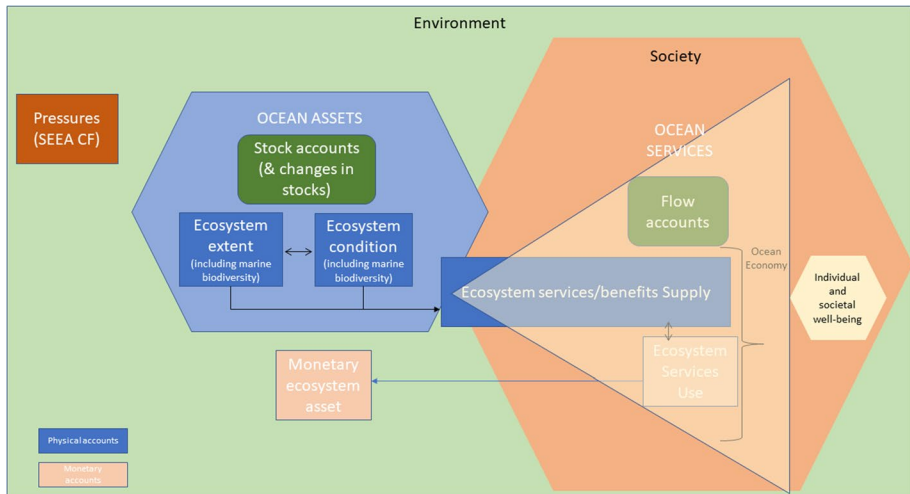 Environment
Society
Pressures
(SEEA CF)
OCEAN ASSETS
Stock accounts
(& changes in
stocks)
Ecosystem
extent
(including marine
biodiversity)
Ecosystem
condition
(including marine
biodiversity)
OCEAN
SERVICES
Flow
accounts
Ocean
Economy
Ecosystem services/benefits Supply
Individual
and
societal
well-being
Monetary
ecosystem
asset
Ecosystem
Services
Use
Physical accounts
Monetary
accounts